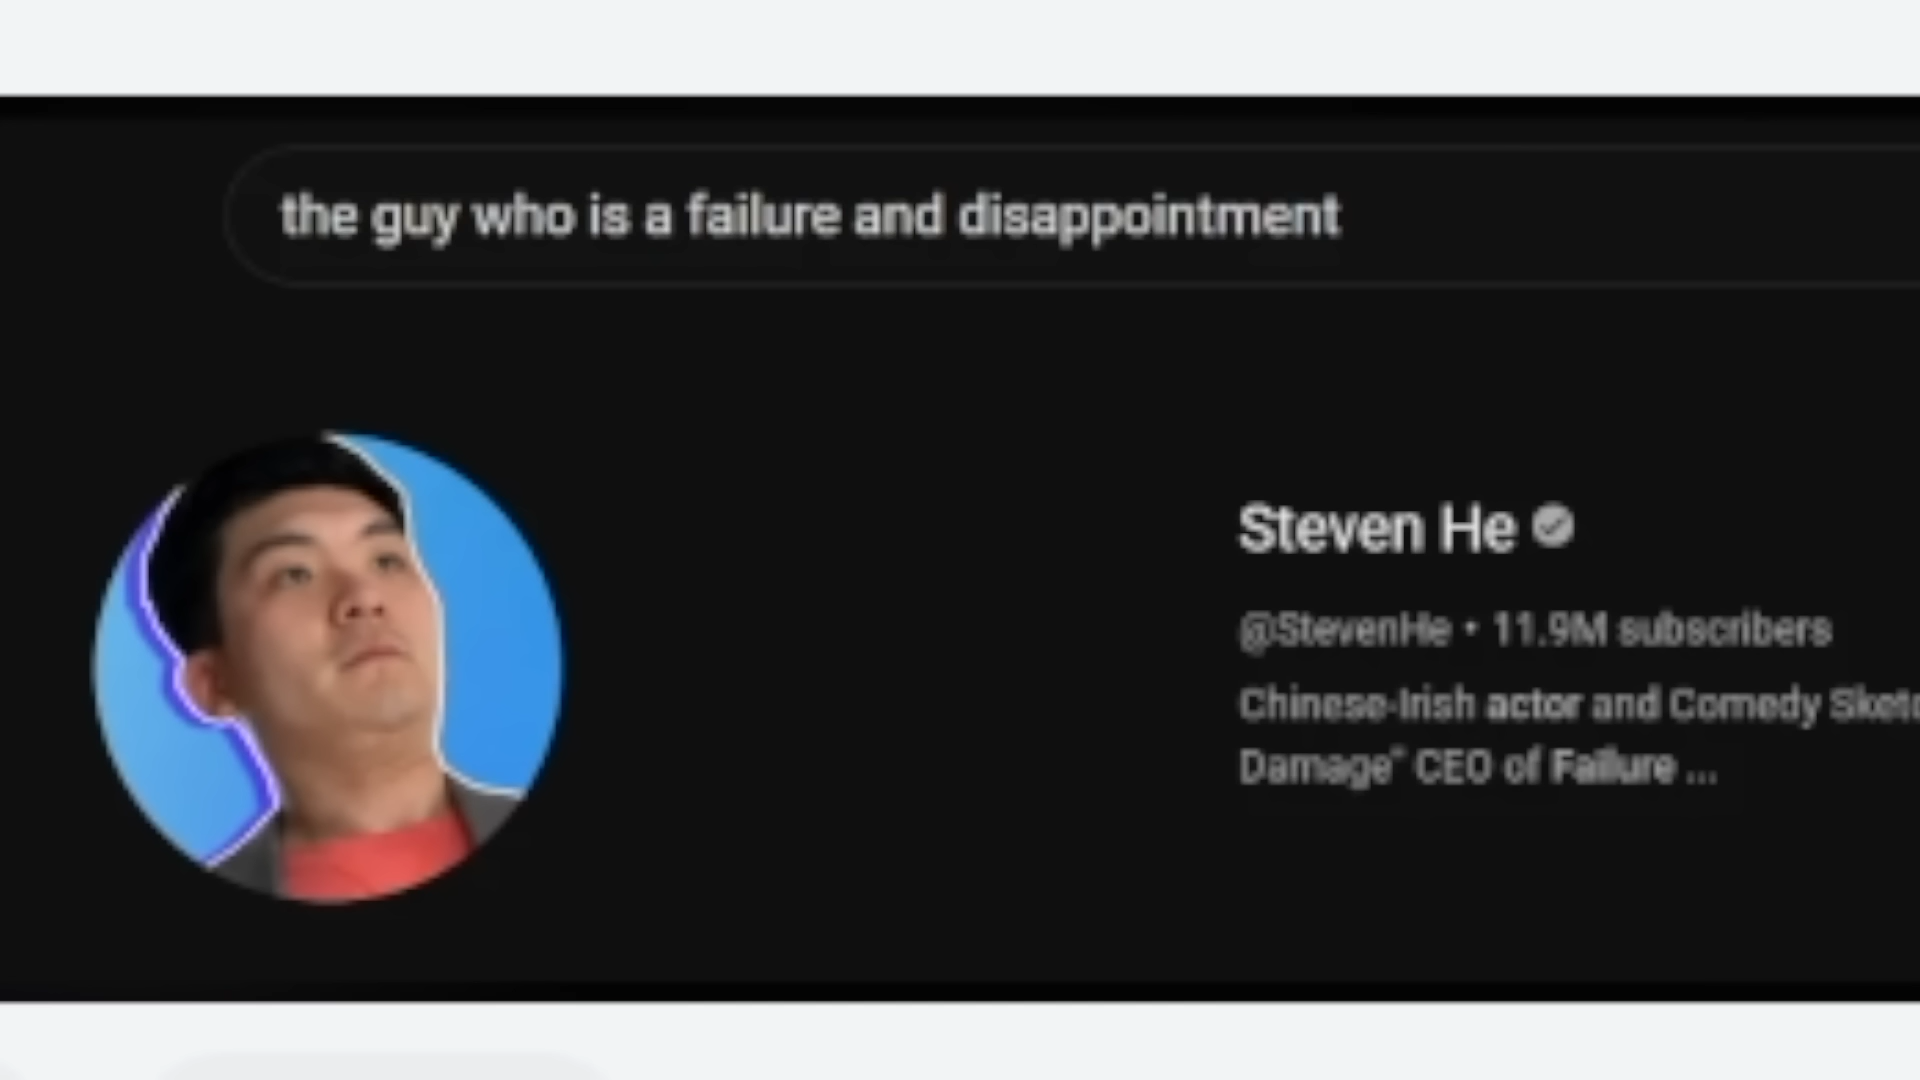 the guy who is a failure and disappointment
Steven He
@StevenHe • 11.9M subscribers
Chinese-Irish actor and Comedy
Damage" CEO of Failure ...